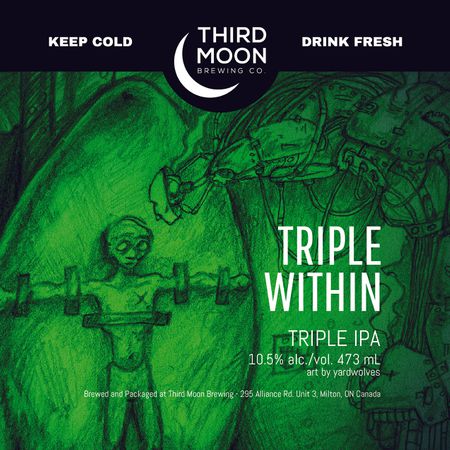 KEEP COLD
THIRD
MOON
BREWING CO.
DRINK FRESH
TRIPLE
WITHIN
TRIPLE IPA
10.5% alc./vol. 473 mL
art by yardwolves
Brewed and Packaged at Third Moon Brewing - 295 Alliance Rd. Unit 3, Milton, ON Canada